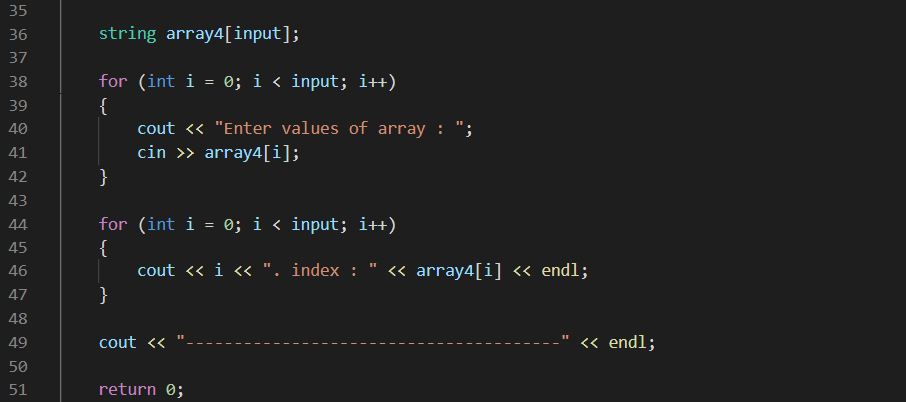 35
36 string array4[input];
37
38 for (int i = 0; i < input; i++)
39 {
40 cout << "Enter values of array : ";
41 cin >> array4[i];
42 }
43
44 for (int i = 0; i < input; i++)
45 {
46 cout << i << ". index : " << array4[i] << endl;
47 }
48
49 cout << "---------------------------------------" << endl;
50
51 return 0;